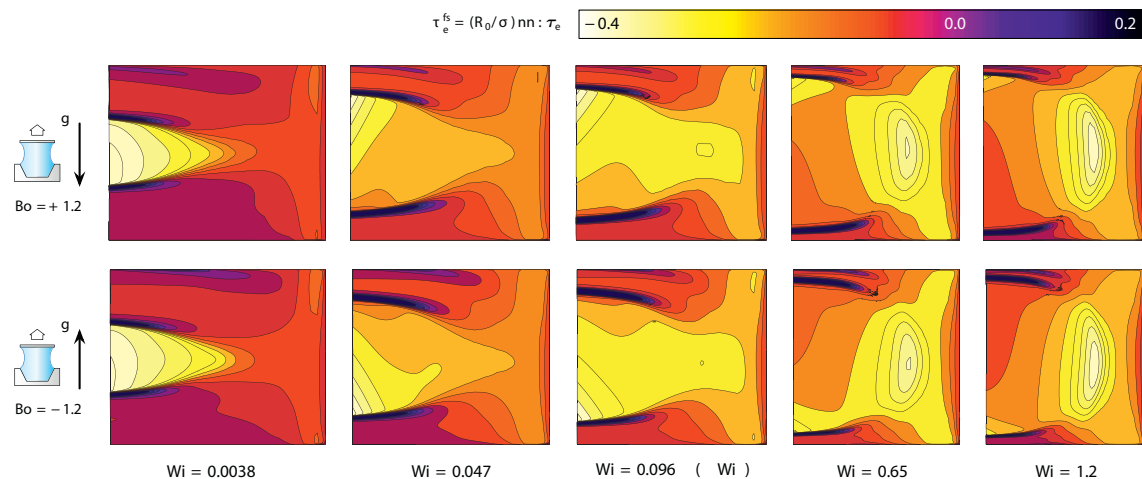 τ_e^fs = (R_0/σ) nn : τ_e
−0.4 0.0 0.2
g
Bo = + 1.2
g
Bo = − 1.2
Wi = 0.0038 Wi = 0.047 Wi = 0.096 ( Wi ) Wi = 0.65 Wi = 1.2